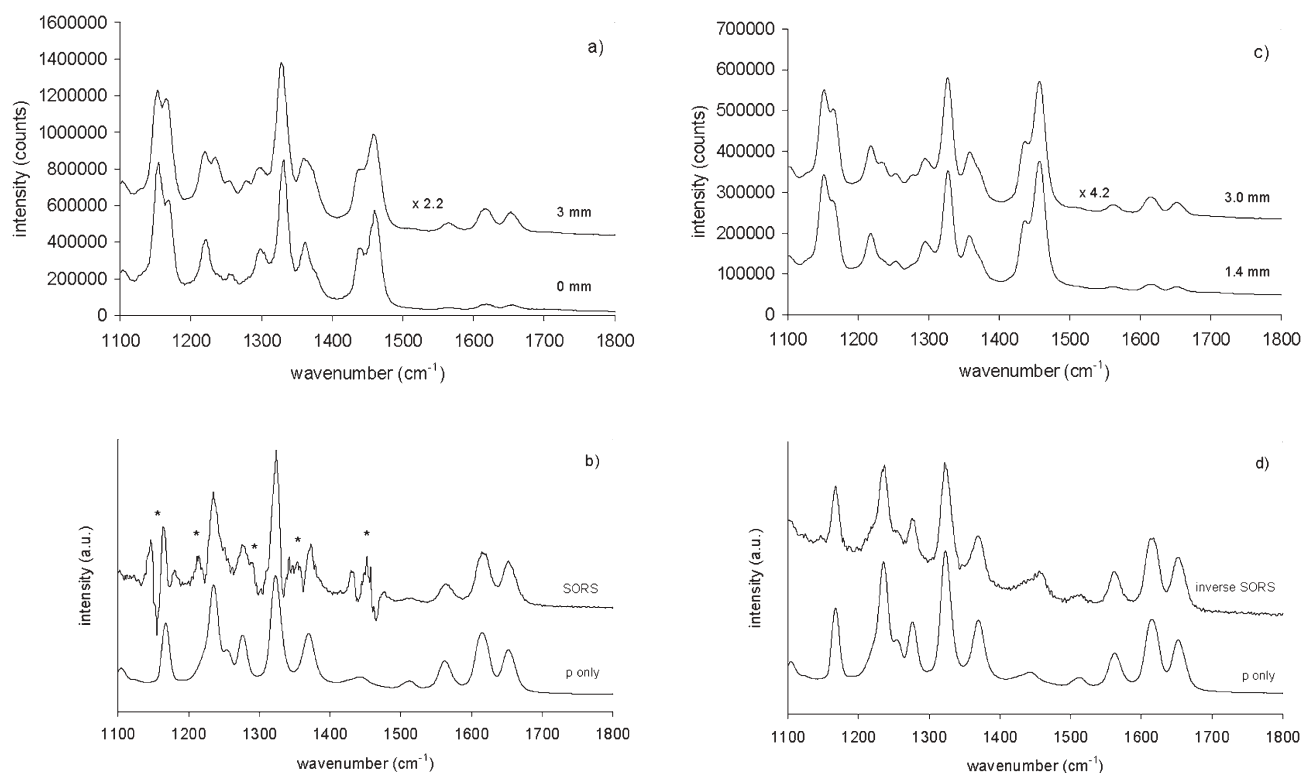 a)
intensity (counts)
1600000
1400000
1200000
1000000
800000
600000
400000
200000
0
x 2.2
3 mm
0 mm
1100 1200 1300 1400 1500 1600 1700 1800
wavenumber (cm-1)
c)
intensity (counts)
700000
600000
500000
400000
300000
200000
100000
0
x 4.2
3.0 mm
1.4 mm
1100 1200 1300 1400 1500 1600 1700 1800
wavenumber (cm-1)
b)
intensity (a.u.)
* * * * *
SORS
p only
1100 1200 1300 1400 1500 1600 1700 1800
wavenumber (cm-1)
d)
intensity (a.u.)
inverse SORS
p only
1100 1200 1300 1400 1500 1600 1700 1800
wavenumber (cm-1)